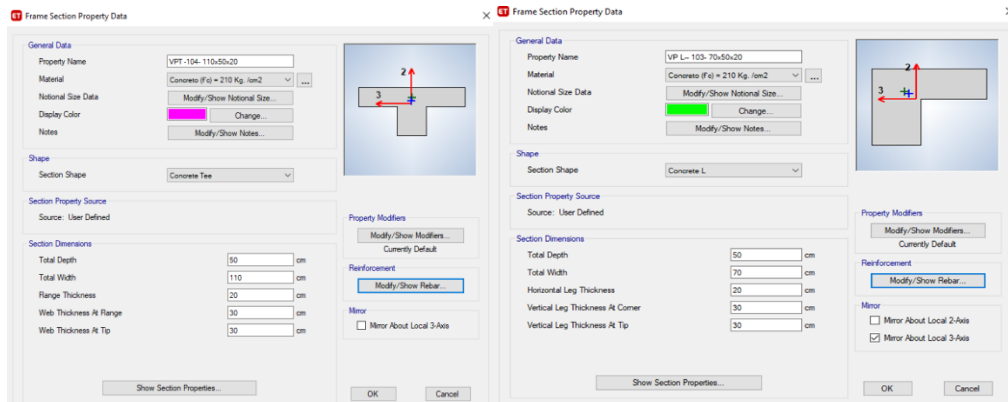 ET Frame Section Property Data
General Data
Property Name VPT -104- 110x50x20
Material Concreto (f'c) = 210 Kg. /cm2 ...
Notional Size Data Modify/Show Notional Size...
Display Color Change...
Notes Modify/Show Notes...
2
3
Shape
Section Shape Concrete Tee
Section Property Source
Source: User Defined
Section Dimensions
Total Depth 50 cm
Total Width 110 cm
Flange Thickness 20 cm
Web Thickness At Flange 30 cm
Web Thickness At Tip 30 cm
Property Modifiers
Modify/Show Modifiers...
Currently Default
Reinforcement
Modify/Show Rebar...
Mirror
Mirror About Local 3-Axis
Show Section Properties...
OK Cancel
ET Frame Section Property Data
General Data
Property Name VP L-- 103- 70x50x20
Material Concreto (f'c) = 210 Kg. /cm2 ...
Notional Size Data Modify/Show Notional Size...
Display Color Change...
Notes Modify/Show Notes...
2
3
Shape
Section Shape Concrete L
Section Property Source
Source: User Defined
Section Dimensions
Total Depth 50 cm
Total Width 70 cm
Horizontal Leg Thickness 20 cm
Vertical Leg Thickness At Corner 30 cm
Vertical Leg Thickness At Tip 30 cm
Property Modifiers
Modify/Show Modifiers...
Currently Default
Reinforcement
Modify/Show Rebar...
Mirror
Mirror About Local 2-Axis
Mirror About Local 3-Axis
Show Section Properties...
OK Cancel